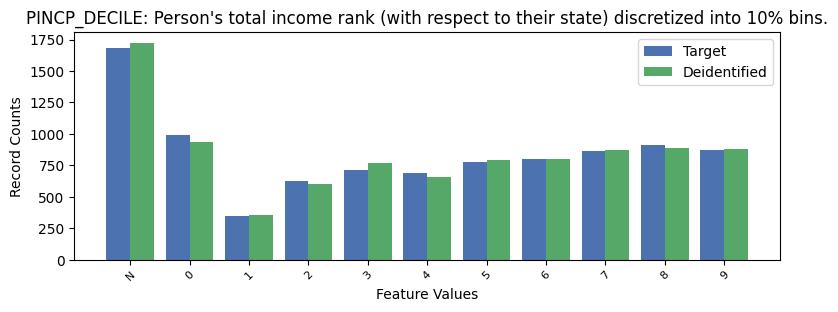 PINCP_DECILE: Person's total income rank (with respect to their state) discretized into 10% bins.
Target
Deidentified
Record Counts
1750
1500
1250
1000
750
500
250
0
N 0 1 2 3 4 5 6 7 8 9
Feature Values